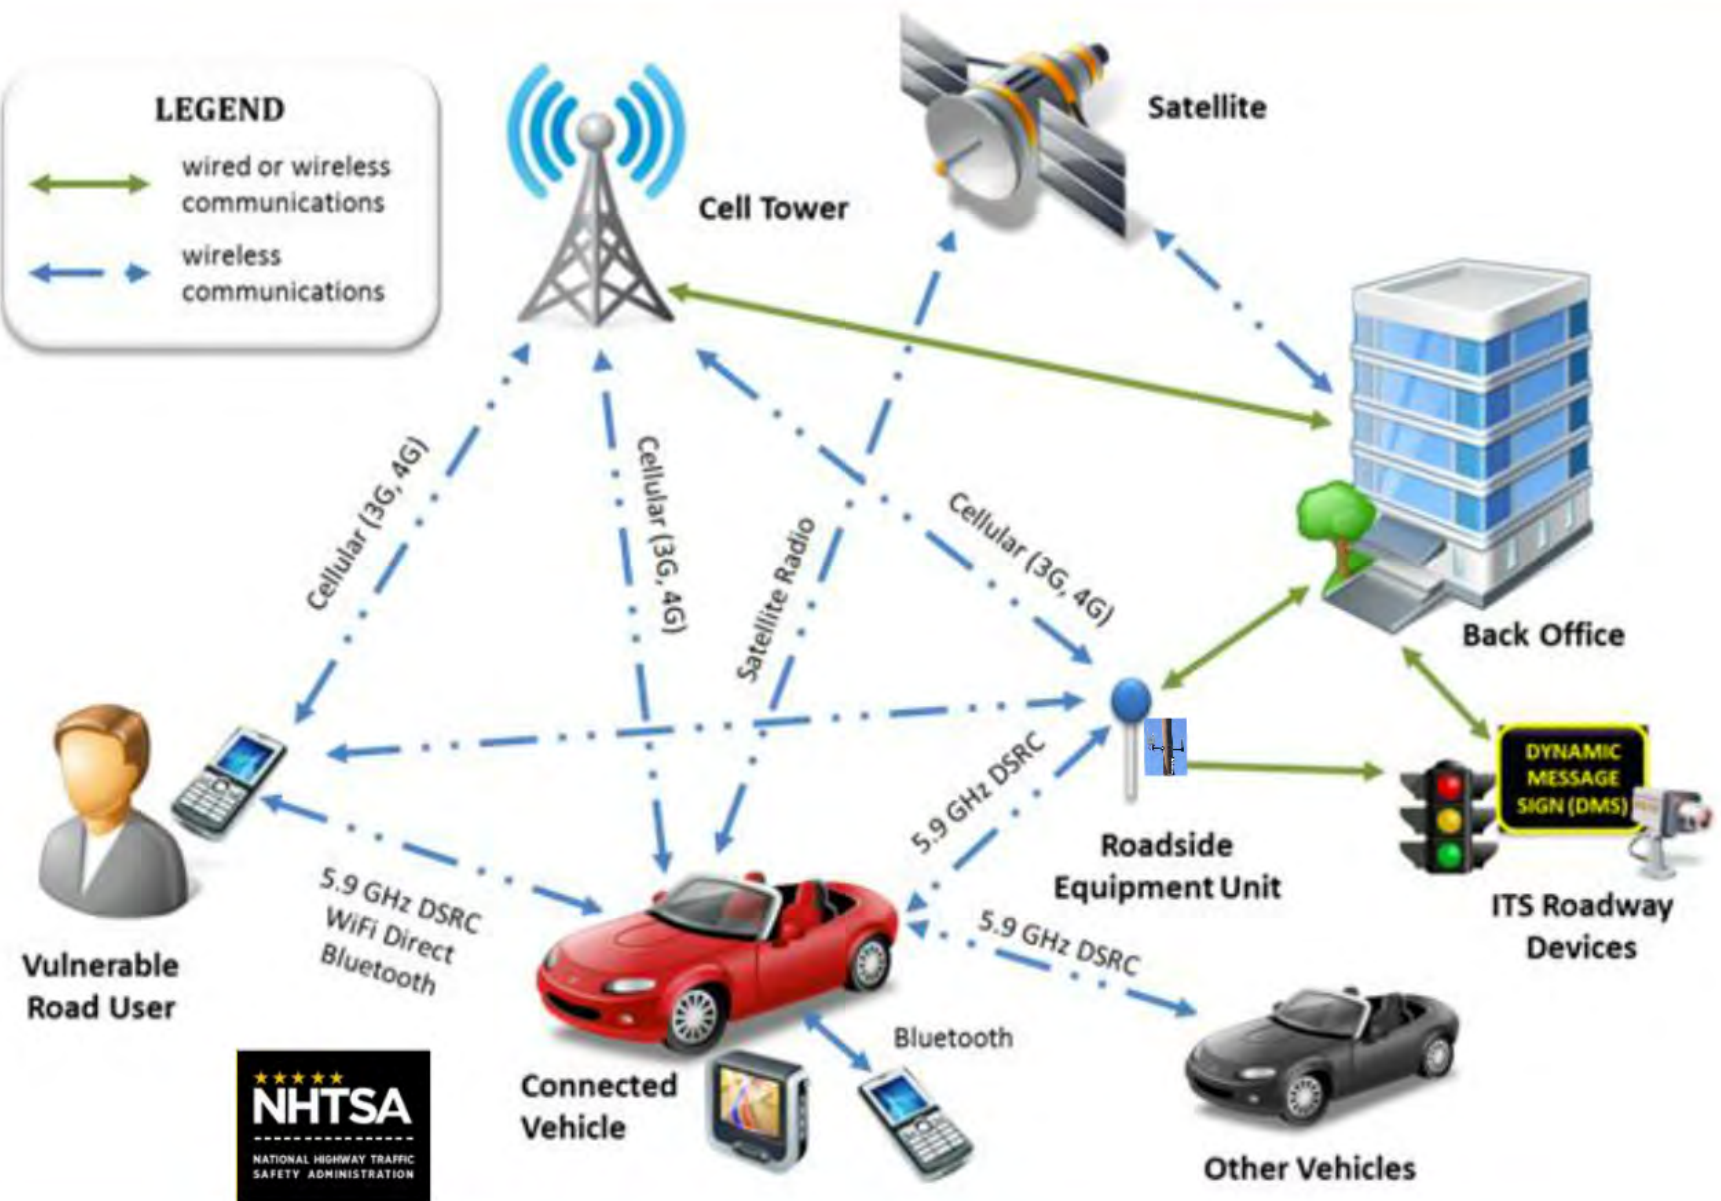 LEGEND
wired or wireless
communications
wireless
communications
Cell Tower
Satellite
Cellular (3G, 4G)
Cellular (3G, 4G)
Satellite Radio
Cellular (3G, 4G)
Back Office
DYNAMIC
MESSAGE
SIGN (DMS)
5.9 GHz DSRC
Roadside
Equipment Unit
ITS Roadway
Devices
5.9 GHz DSRC
WiFi Direct
Bluetooth
5.9 GHz DSRC
Vulnerable
Road User
Bluetooth
Connected
Vehicle
Other Vehicles
NHTSA
NATIONAL HIGHWAY TRAFFIC
SAFETY ADMINISTRATION